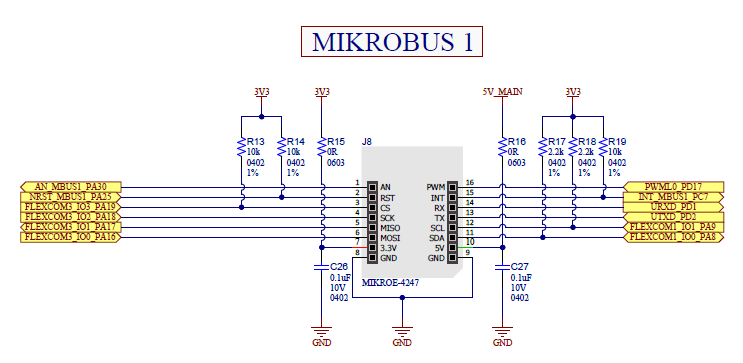 MIKROBUS 1
3V3
3V3
5V_MAIN
3V3
R13
10k
0402
1%
R14
10k
0402
1%
R15
0R
0603
J8
R16
0R
0603
R17
2.2k
0402
1%
R18
2.2k
0402
1%
R19
10k
0402
1%
AN_MBUS1_PA30
1
AN
PWM
16
PWML0_PD17
NRST_MBUS1_PA25
2
RST
INT
15
INT_MBUS1_PC7
FLEXCOM3_IO3_PA19
3
CS
RX
14
URXD_PD1
FLEXCOM3_IO2_PA18
4
SCK
TX
13
UTXD_PD2
FLEXCOM3_IO1_PA17
5
MISO
SCL
12
FLEXCOM1_IO1_PA9
FLEXCOM3_IO0_PA16
6
MOSI
SDA
11
FLEXCOM1_IO0_PA8
7
3.3V
5V
10
8
GND
GND
9
C26
0.1uF
10V
0402
MIKROE-4247
C27
0.1uF
10V
0402
GND
GND
GND